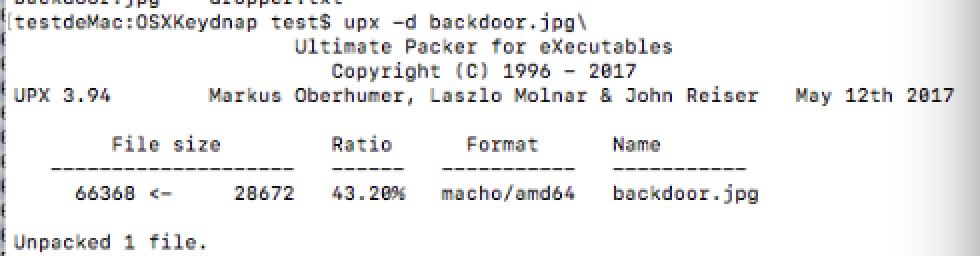 testdeMac:OSXKeydnap test$ upx -d backdoor.jpg\
Ultimate Packer for eXecutables
Copyright (C) 1996 - 2017
UPX 3.94 Markus Oberhumer, Laszlo Molnar & John Reiser May 12th 2017
File size Ratio Format Name
-------------------- ------ ----------- -----------
66368 <- 28672 43.20% macho/amd64 backdoor.jpg
Unpacked 1 file.